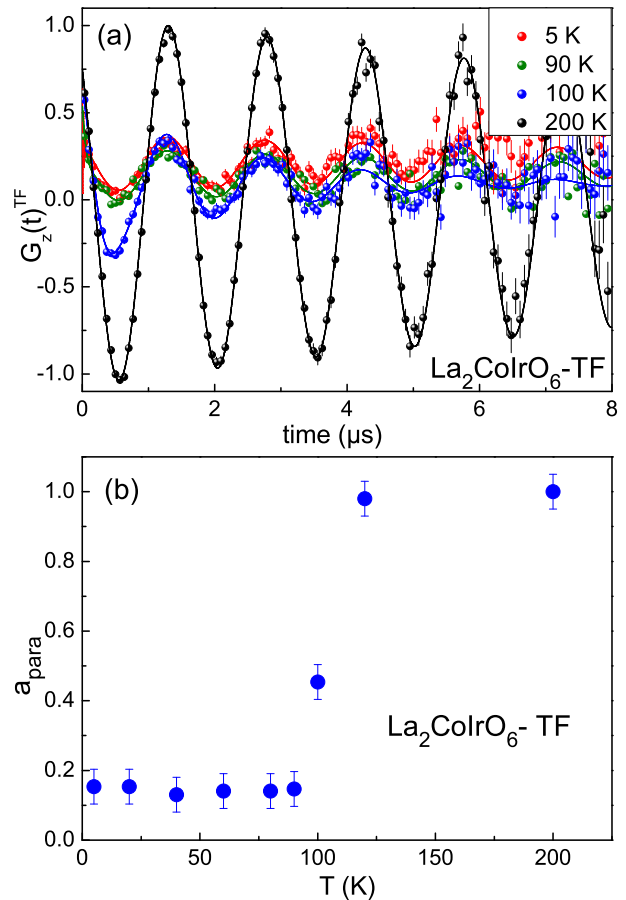 (a)
5 K
90 K
100 K
200 K
1.0
0.5
0.0
-0.5
-1.0
G_z(t)^TF
La₂CoIrO₆-TF
0 2 4 6 8
time (μs)
(b)
1.0
0.8
0.6
0.4
0.2
0.0
a_para
La₂CoIrO₆- TF
0 50 100 150 200
T (K)